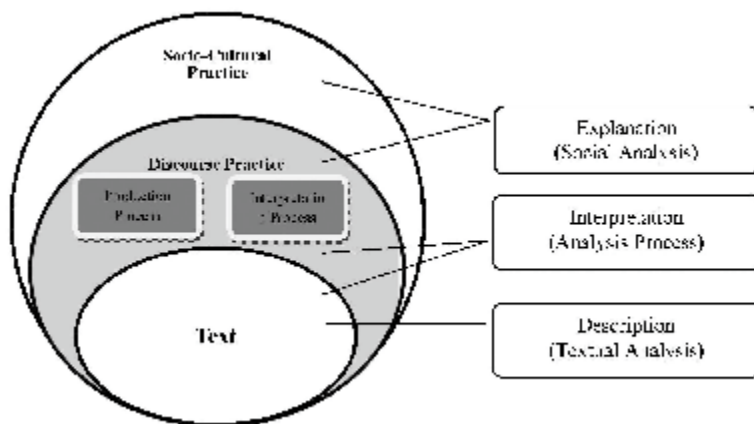 Socio-Cultural
Practice
Discourse Practice
Production
Process
Interpretatio
n Process
Text
Explanation
(Social Analysis)
Interpretation
(Analysis Process)
Description
(Textual Analysis)